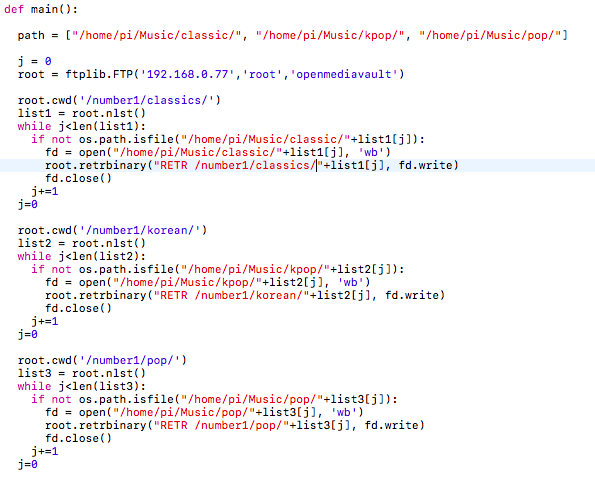 def main():
path = ["/home/pi/Music/classic/", "/home/pi/Music/kpop/", "/home/pi/Music/pop/"]
j = 0
root = ftplib.FTP('192.168.0.77','root','openmediavault')
root.cwd('/number1/classics/')
list1 = root.nlst()
while j<len(list1):
if not os.path.isfile("/home/pi/Music/classic/"+list1[j]):
fd = open("/home/pi/Music/classic/"+list1[j], 'wb')
root.retrbinary("RETR /number1/classics/"+list1[j], fd.write)
fd.close()
j+=1
j=0
root.cwd('/number1/korean/')
list2 = root.nlst()
while j<len(list2):
if not os.path.isfile("/home/pi/Music/kpop/"+list2[j]):
fd = open("/home/pi/Music/kpop/"+list2[j], 'wb')
root.retrbinary("RETR /number1/korean/"+list2[j], fd.write)
fd.close()
j+=1
j=0
root.cwd('/number1/pop/')
list3 = root.nlst()
while j<len(list3):
if not os.path.isfile("/home/pi/Music/pop/"+list3[j]):
fd = open("/home/pi/Music/pop/"+list3[j], 'wb')
root.retrbinary("RETR /number1/pop/"+list3[j], fd.write)
fd.close()
j+=1
j=0